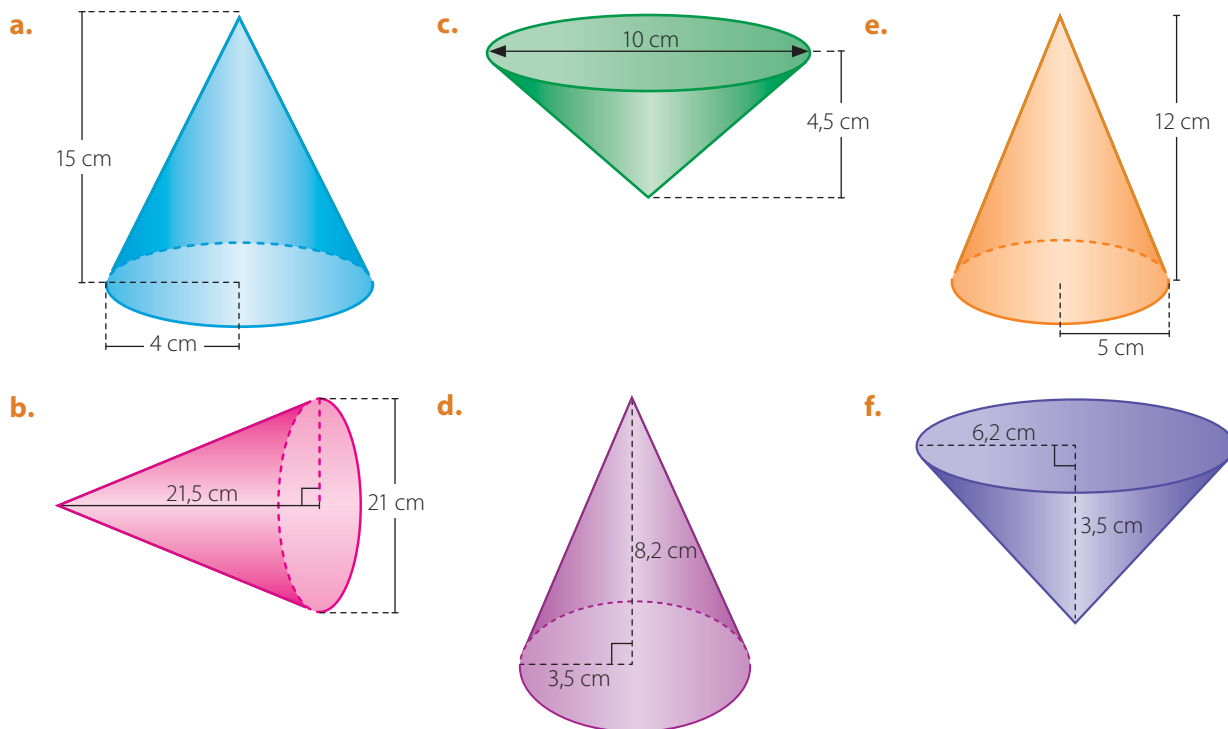 a.
15 cm
4 cm
c.
10 cm
4,5 cm
e.
12 cm
5 cm
b.
21,5 cm
21 cm
d.
8,2 cm
3,5 cm
f.
6,2 cm
3,5 cm